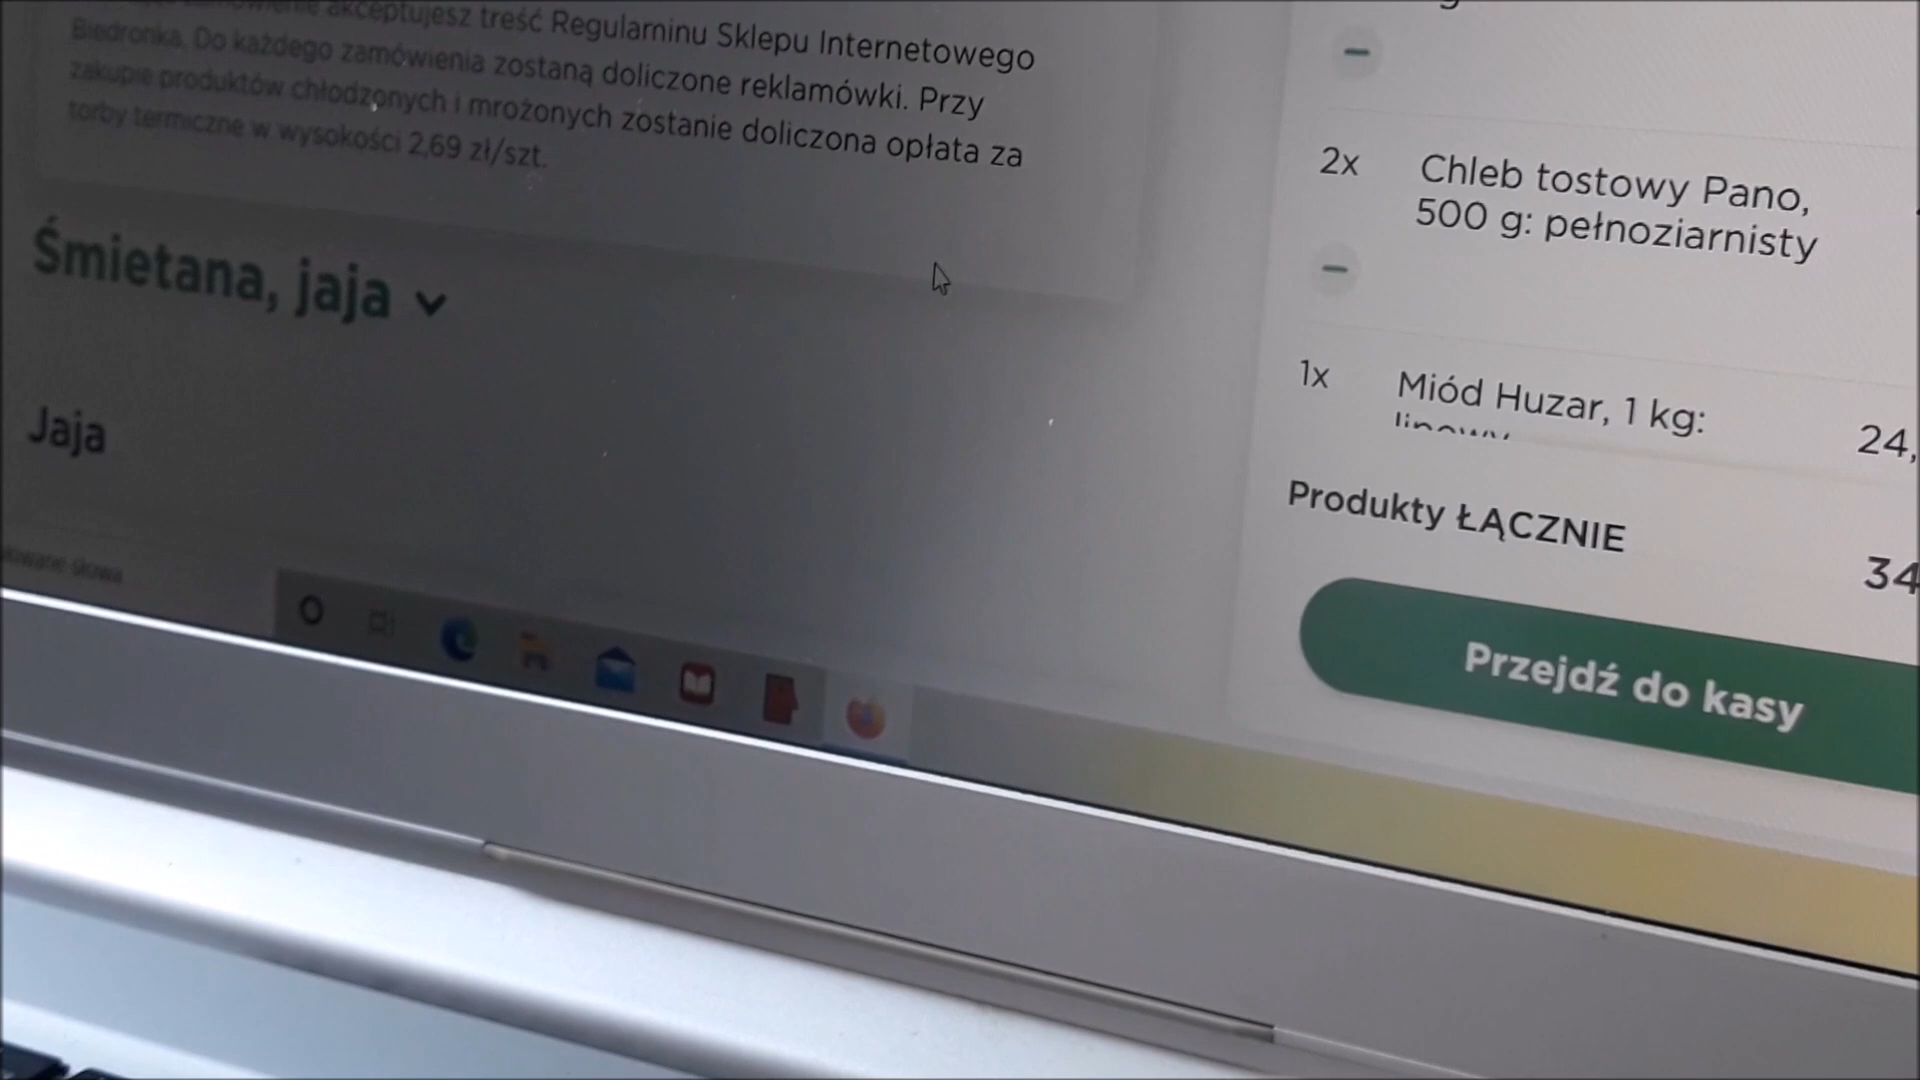 akceptujesz treść Regularninu Sklepu Internetowego
Biedronka. Do każdego zamówienia zostaną doliczone reklamówki. Przy
zakupie produktów chłodzonych i mrożonych zostanie doliczona opłata za
torby termiczne w wysokości 2,69 zł/szt.
Śmietana, jaja
Jaja
2x
Chleb tostowy Pano,
500 g: pełnoziarnisty
1x
Miód Huzar, 1 kg:
24,
Produkty ŁĄCZNIE
34
Przejdź do kasy